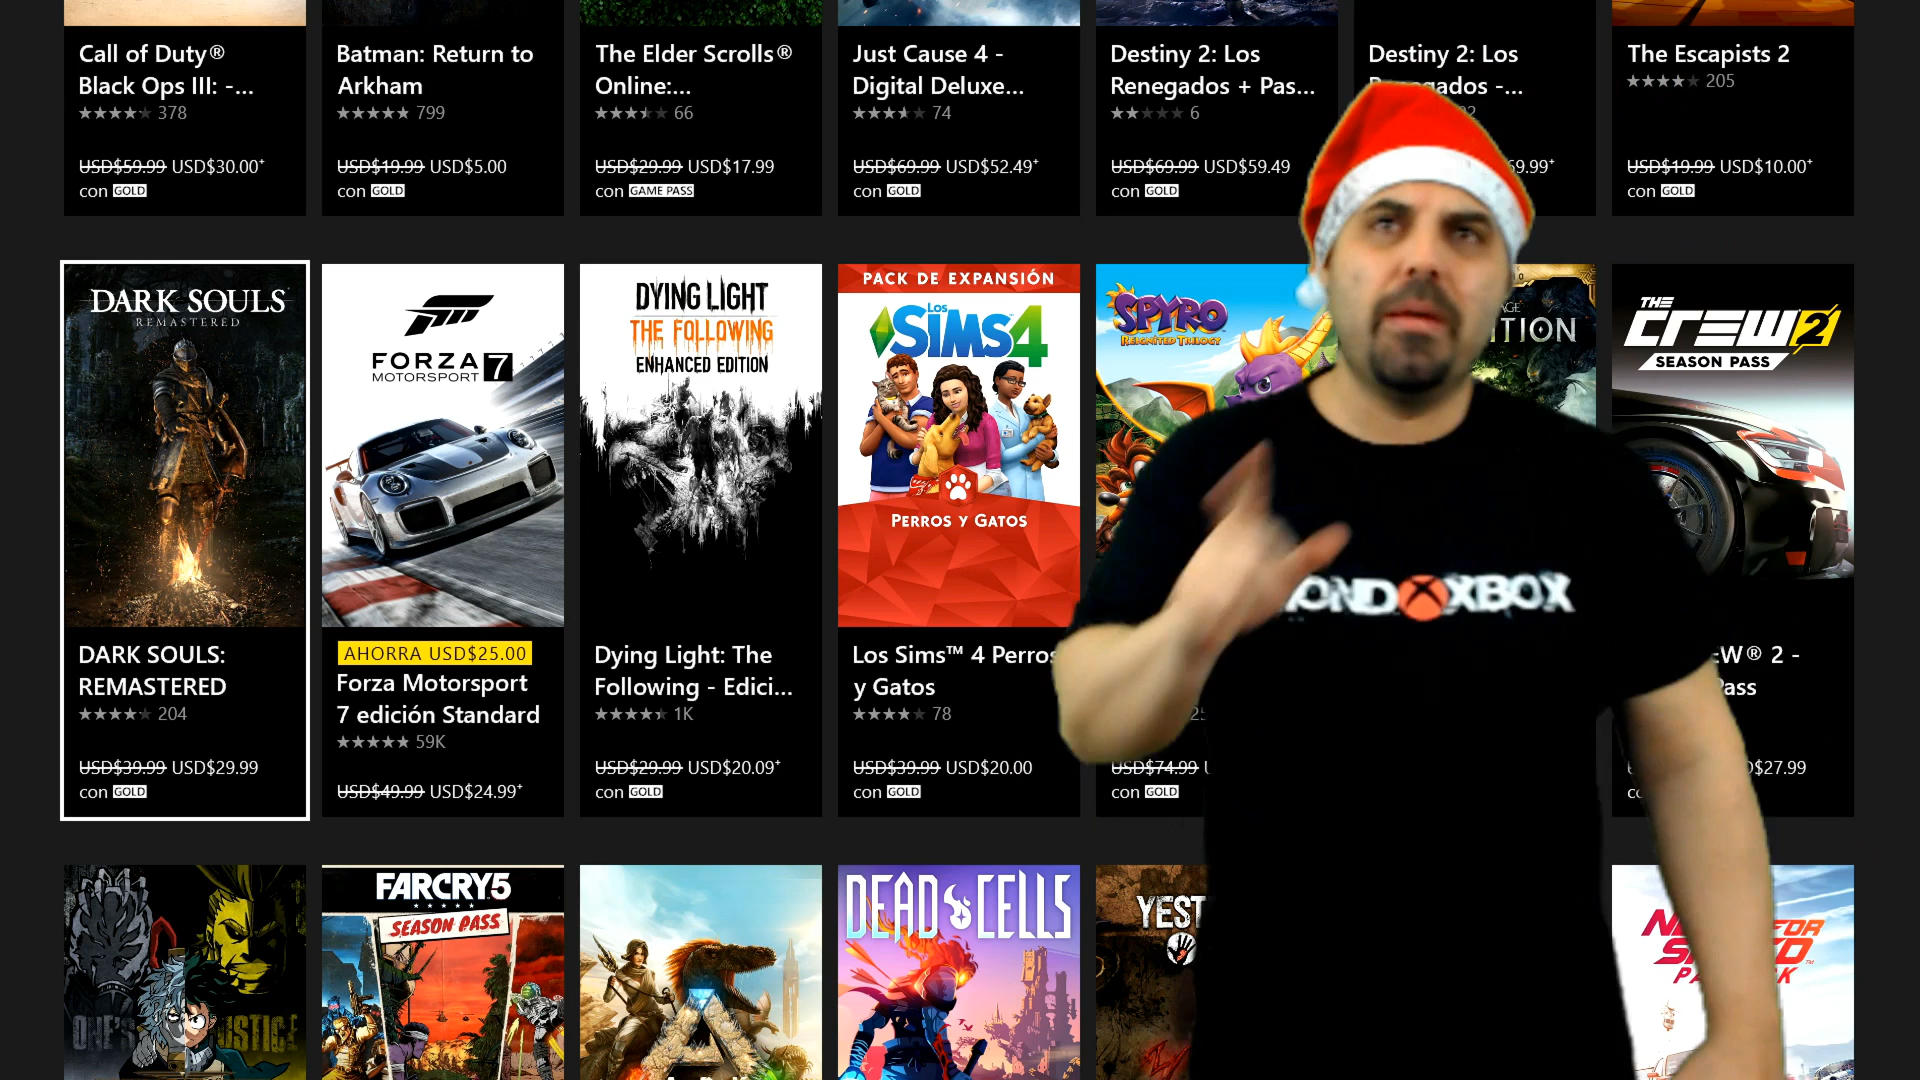 Call of Duty®
Black Ops III: -...
378
USD$59.99 USD$30.00+
con GOLD
Batman: Return to
Arkham
799
USD$19.99 USD$5.00
con GOLD
The Elder Scrolls®
Online:...
66
USD$29.99 USD$17.99
con GAME PASS
Just Cause 4 -
Digital Deluxe...
74
USD$69.99 USD$52.49+
con GOLD
Destiny 2: Los
Renegados + Pas...
6
USD$69.99 USD$59.49
con GOLD
Destiny 2: Los
-...
The Escapists 2
205
USD$19.99 USD$10.00+
con GOLD
DARK SOULS
REMASTERED
DARK SOULS:
REMASTERED
204
USD$39.99 USD$29.99
con GOLD
FORZA
MOTORSPORT 7
AHORRA USD$25.00
Forza Motorsport
7 edición Standard
59K
USD$49.99 USD$24.99+
DYING LIGHT
THE FOLLOWING
ENHANCED EDITION
Dying Light: The
Following - Edici...
1K
USD$29.99 USD$20.09+
con GOLD
PACK DE EXPANSIÓN
Los
SIMS 4
PERROS Y GATOS
Los Sims™ 4 Perros
y Gatos
78
USD$39.99 USD$20.00
con GOLD
SPYRO
REIGNITED TRILOGY
USD$74.99
con GOLD
THE
CREW 2
SEASON PASS
2 -
USD$27.99
XBOX
FARCRY5
SEASON PASS
DEAD CELLS